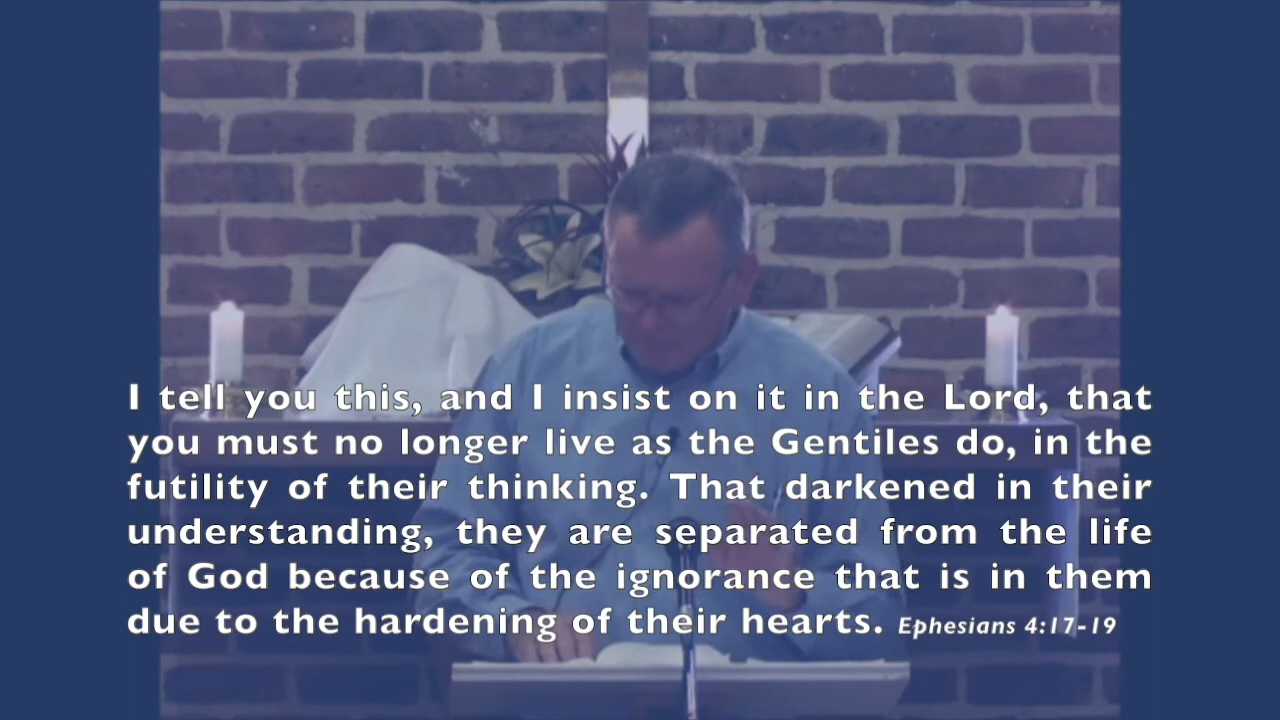 I tell you this, and I insist on it in the Lord, that
you must no longer live as the Gentiles do, in the
futility of their thinking. That darkened in their
understanding, they are separated from the life
of God because of the ignorance that is in them
due to the hardening of their hearts. Ephesians 4:17-19